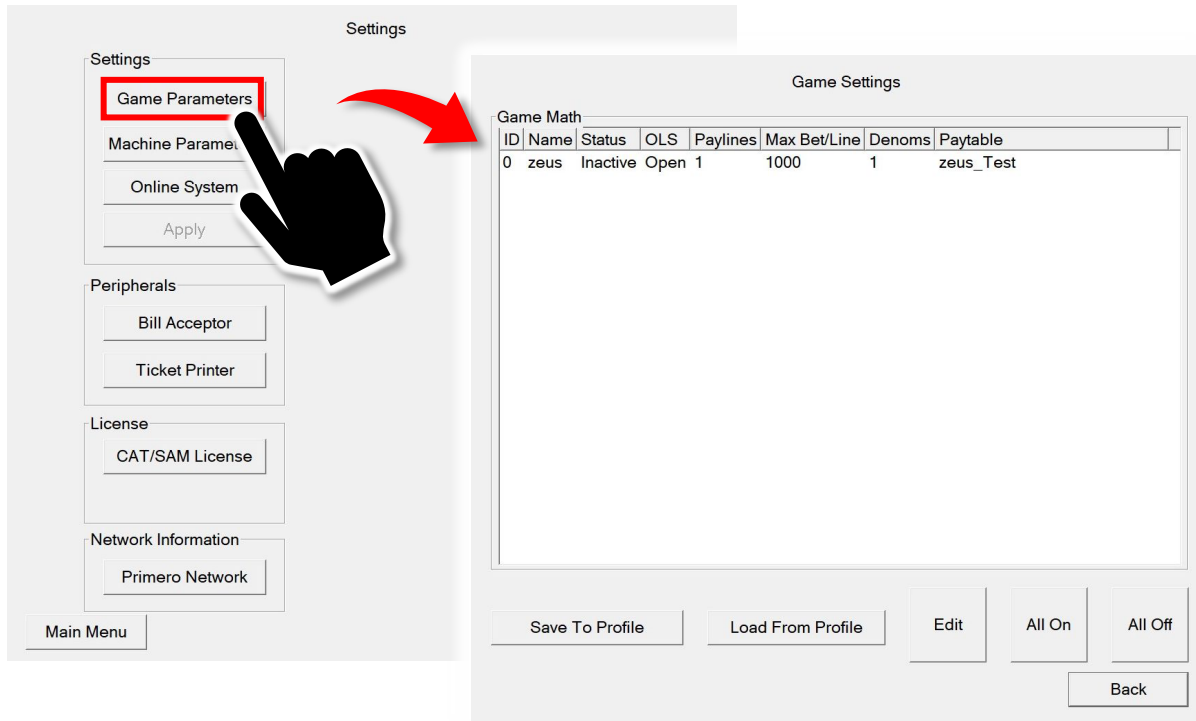 Settings
Settings
Game Parameters
Machine Paramet
Online System
Apply
Peripherals
Bill Acceptor
Ticket Printer
License
CAT/SAM License
Network Information
Primero Network
Main Menu
Game Settings
Game Math
ID Name Status OLS Paylines Max Bet/Line Denoms Paytable
0 zeus Inactive Open 1 1000 1 zeus_Test
Save To Profile Load From Profile Edit All On All Off
Back